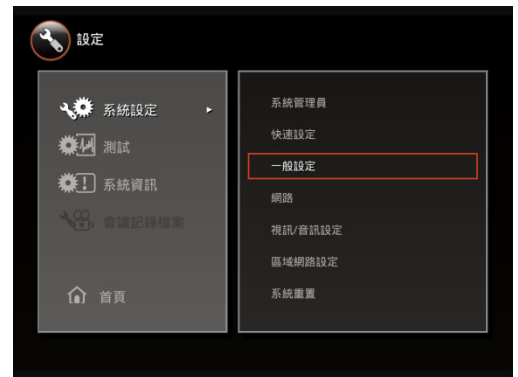 設定
系統設定
測試
系統資訊
會議記錄檔案
首頁
系統管理員
快速設定
一般設定
網路
視訊/音訊設定
區域網路設定
系統重置